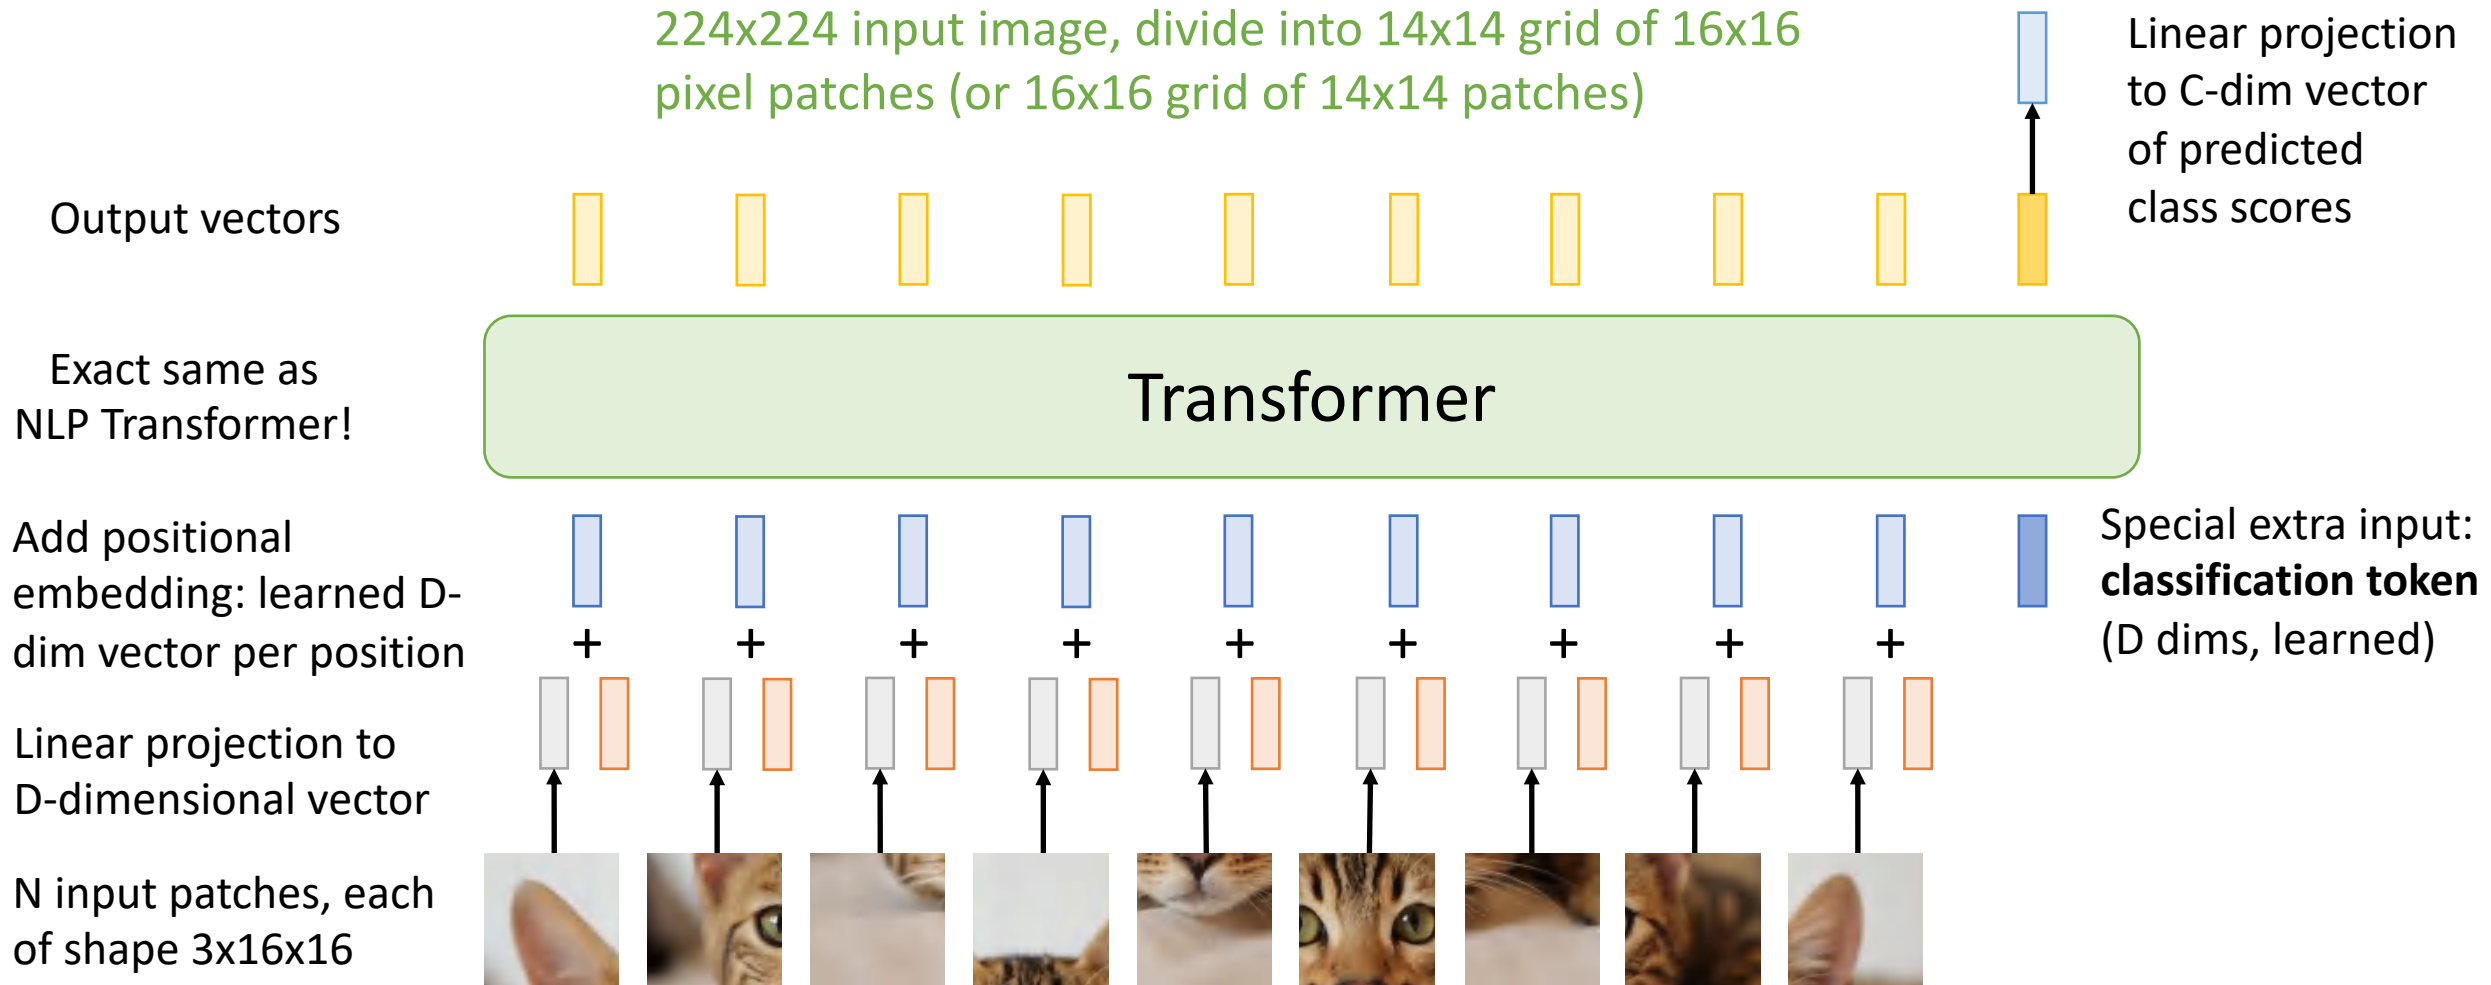 224x224 input image, divide into 14x14 grid of 16x16
pixel patches (or 16x16 grid of 14x14 patches)
Linear projection
to C-dim vector
of predicted
class scores
Output vectors
Exact same as
NLP Transformer!
Transformer
Add positional
embedding: learned D-
dim vector per position
Special extra input:
classification token
(D dims, learned)
+ + + + + + + + +
Linear projection to
D-dimensional vector
N input patches, each
of shape 3x16x16